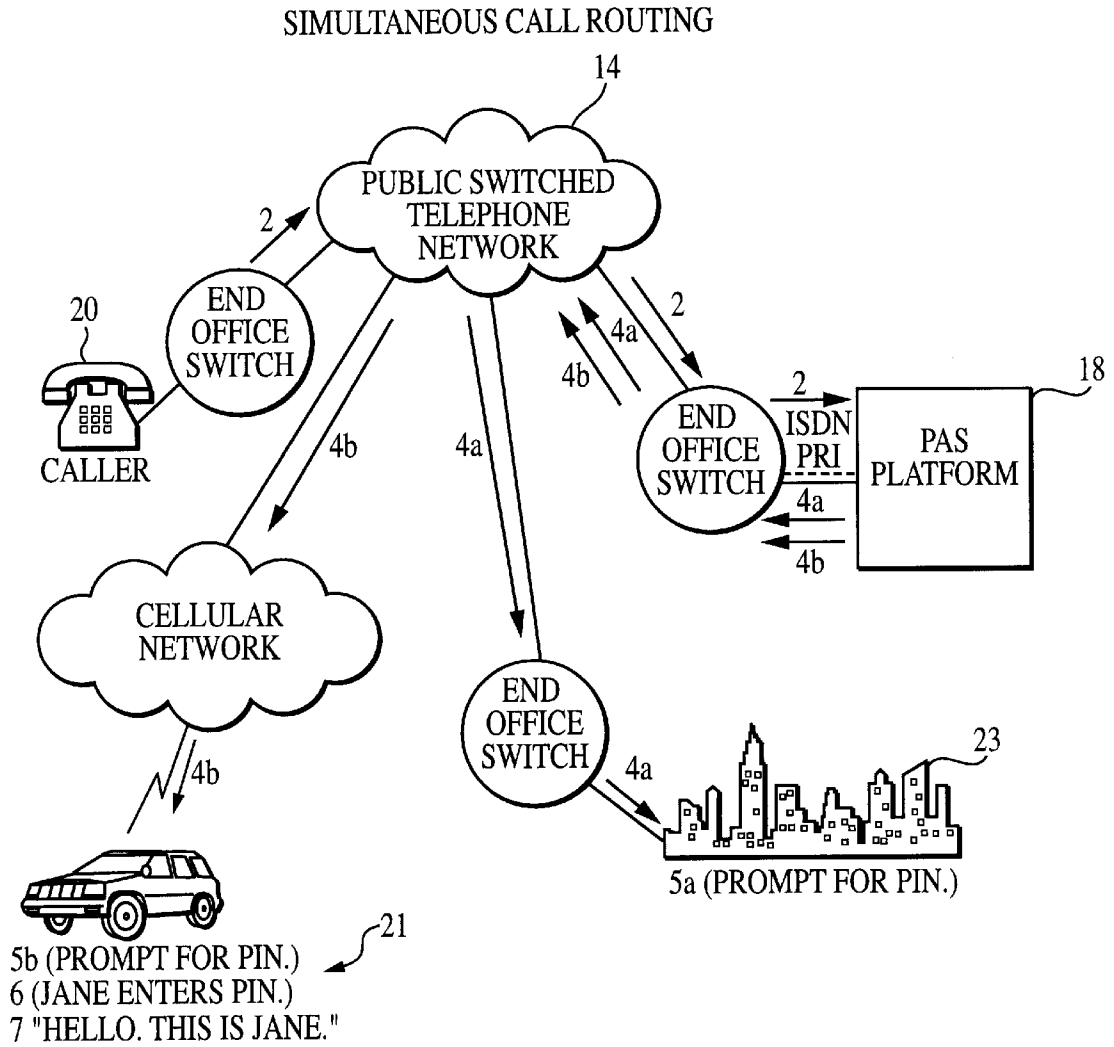 SIMULTANEOUS CALL ROUTING
14
PUBLIC SWITCHED
TELEPHONE
NETWORK
2
END
OFFICE
SWITCH
20
CALLER
2
4a
4b
4b
4a
END
OFFICE
SWITCH
2
ISDN
PRI
4a
4b
18
PAS
PLATFORM
CELLULAR
NETWORK
4b
END
OFFICE
SWITCH
4a
23
5a (PROMPT FOR PIN.)
21
5b (PROMPT FOR PIN.)
6 (JANE ENTERS PIN.)
7 "HELLO. THIS IS JANE."